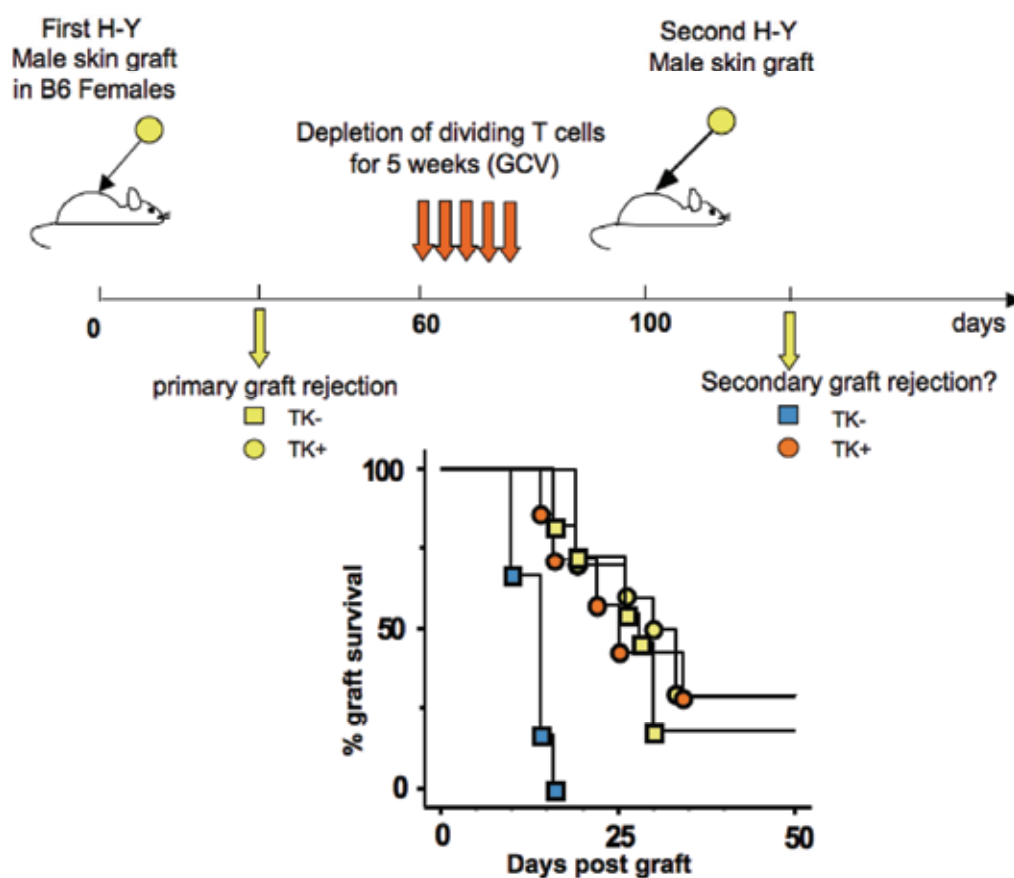 First H-Y
Male skin graft
in B6 Females
Second H-Y
Male skin graft
Depletion of dividing T cells
for 5 weeks (GCV)
0
60
100
days
primary graft rejection
TK-
TK+
Secondary graft rejection?
TK-
TK+
100
50
0
% graft survival
0
25
50
Days post graft